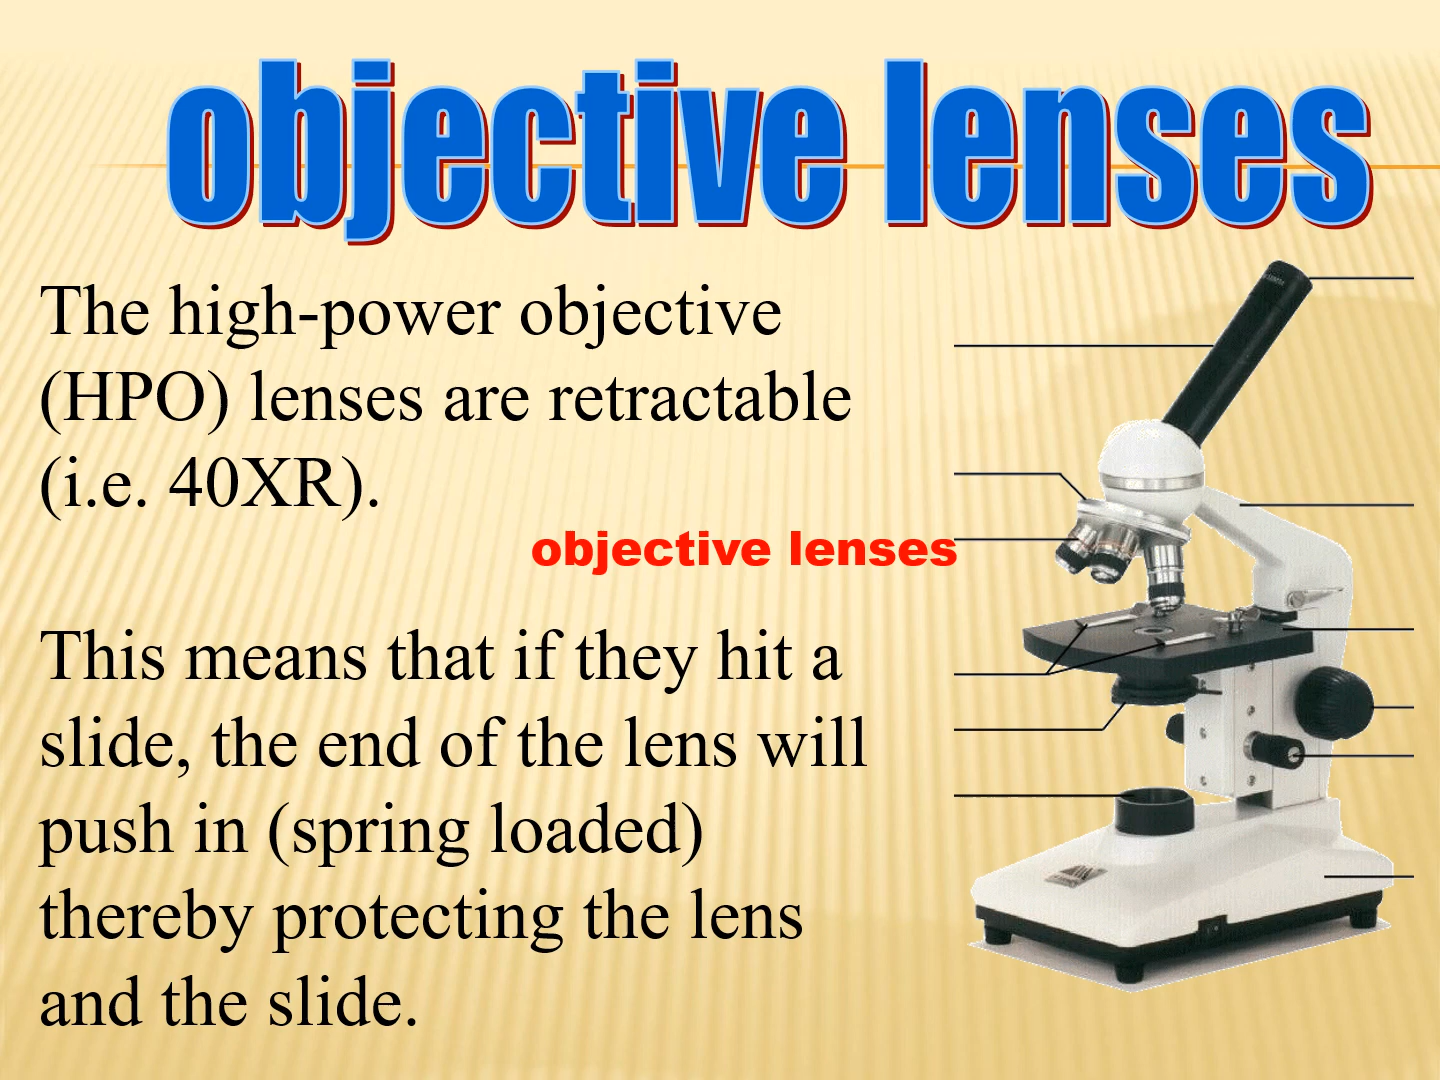 objective lenses
The high-power objective
(HPO) lenses are retractable
(i.e. 40XR).
objective lenses
This means that if they hit a
slide, the end of the lens will
push in (spring loaded)
thereby protecting the lens
and the slide.